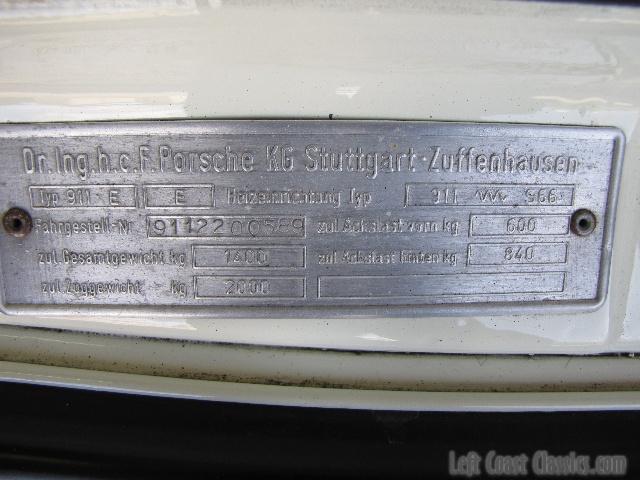 Dr. Ing. h.c. F. Porsche KG Stuttgart-Zuffenhausen
Typ 911 - E E Heizeinrichtung Typ 911 S66
Fahrgestell-Nr 9112200589 zul Achslast vorn kg 600
zul Gesamtgewicht kg 1400 zul Achslast hinten kg 840
zul Zuggewicht Kg 2000
Left Coast Classics.com